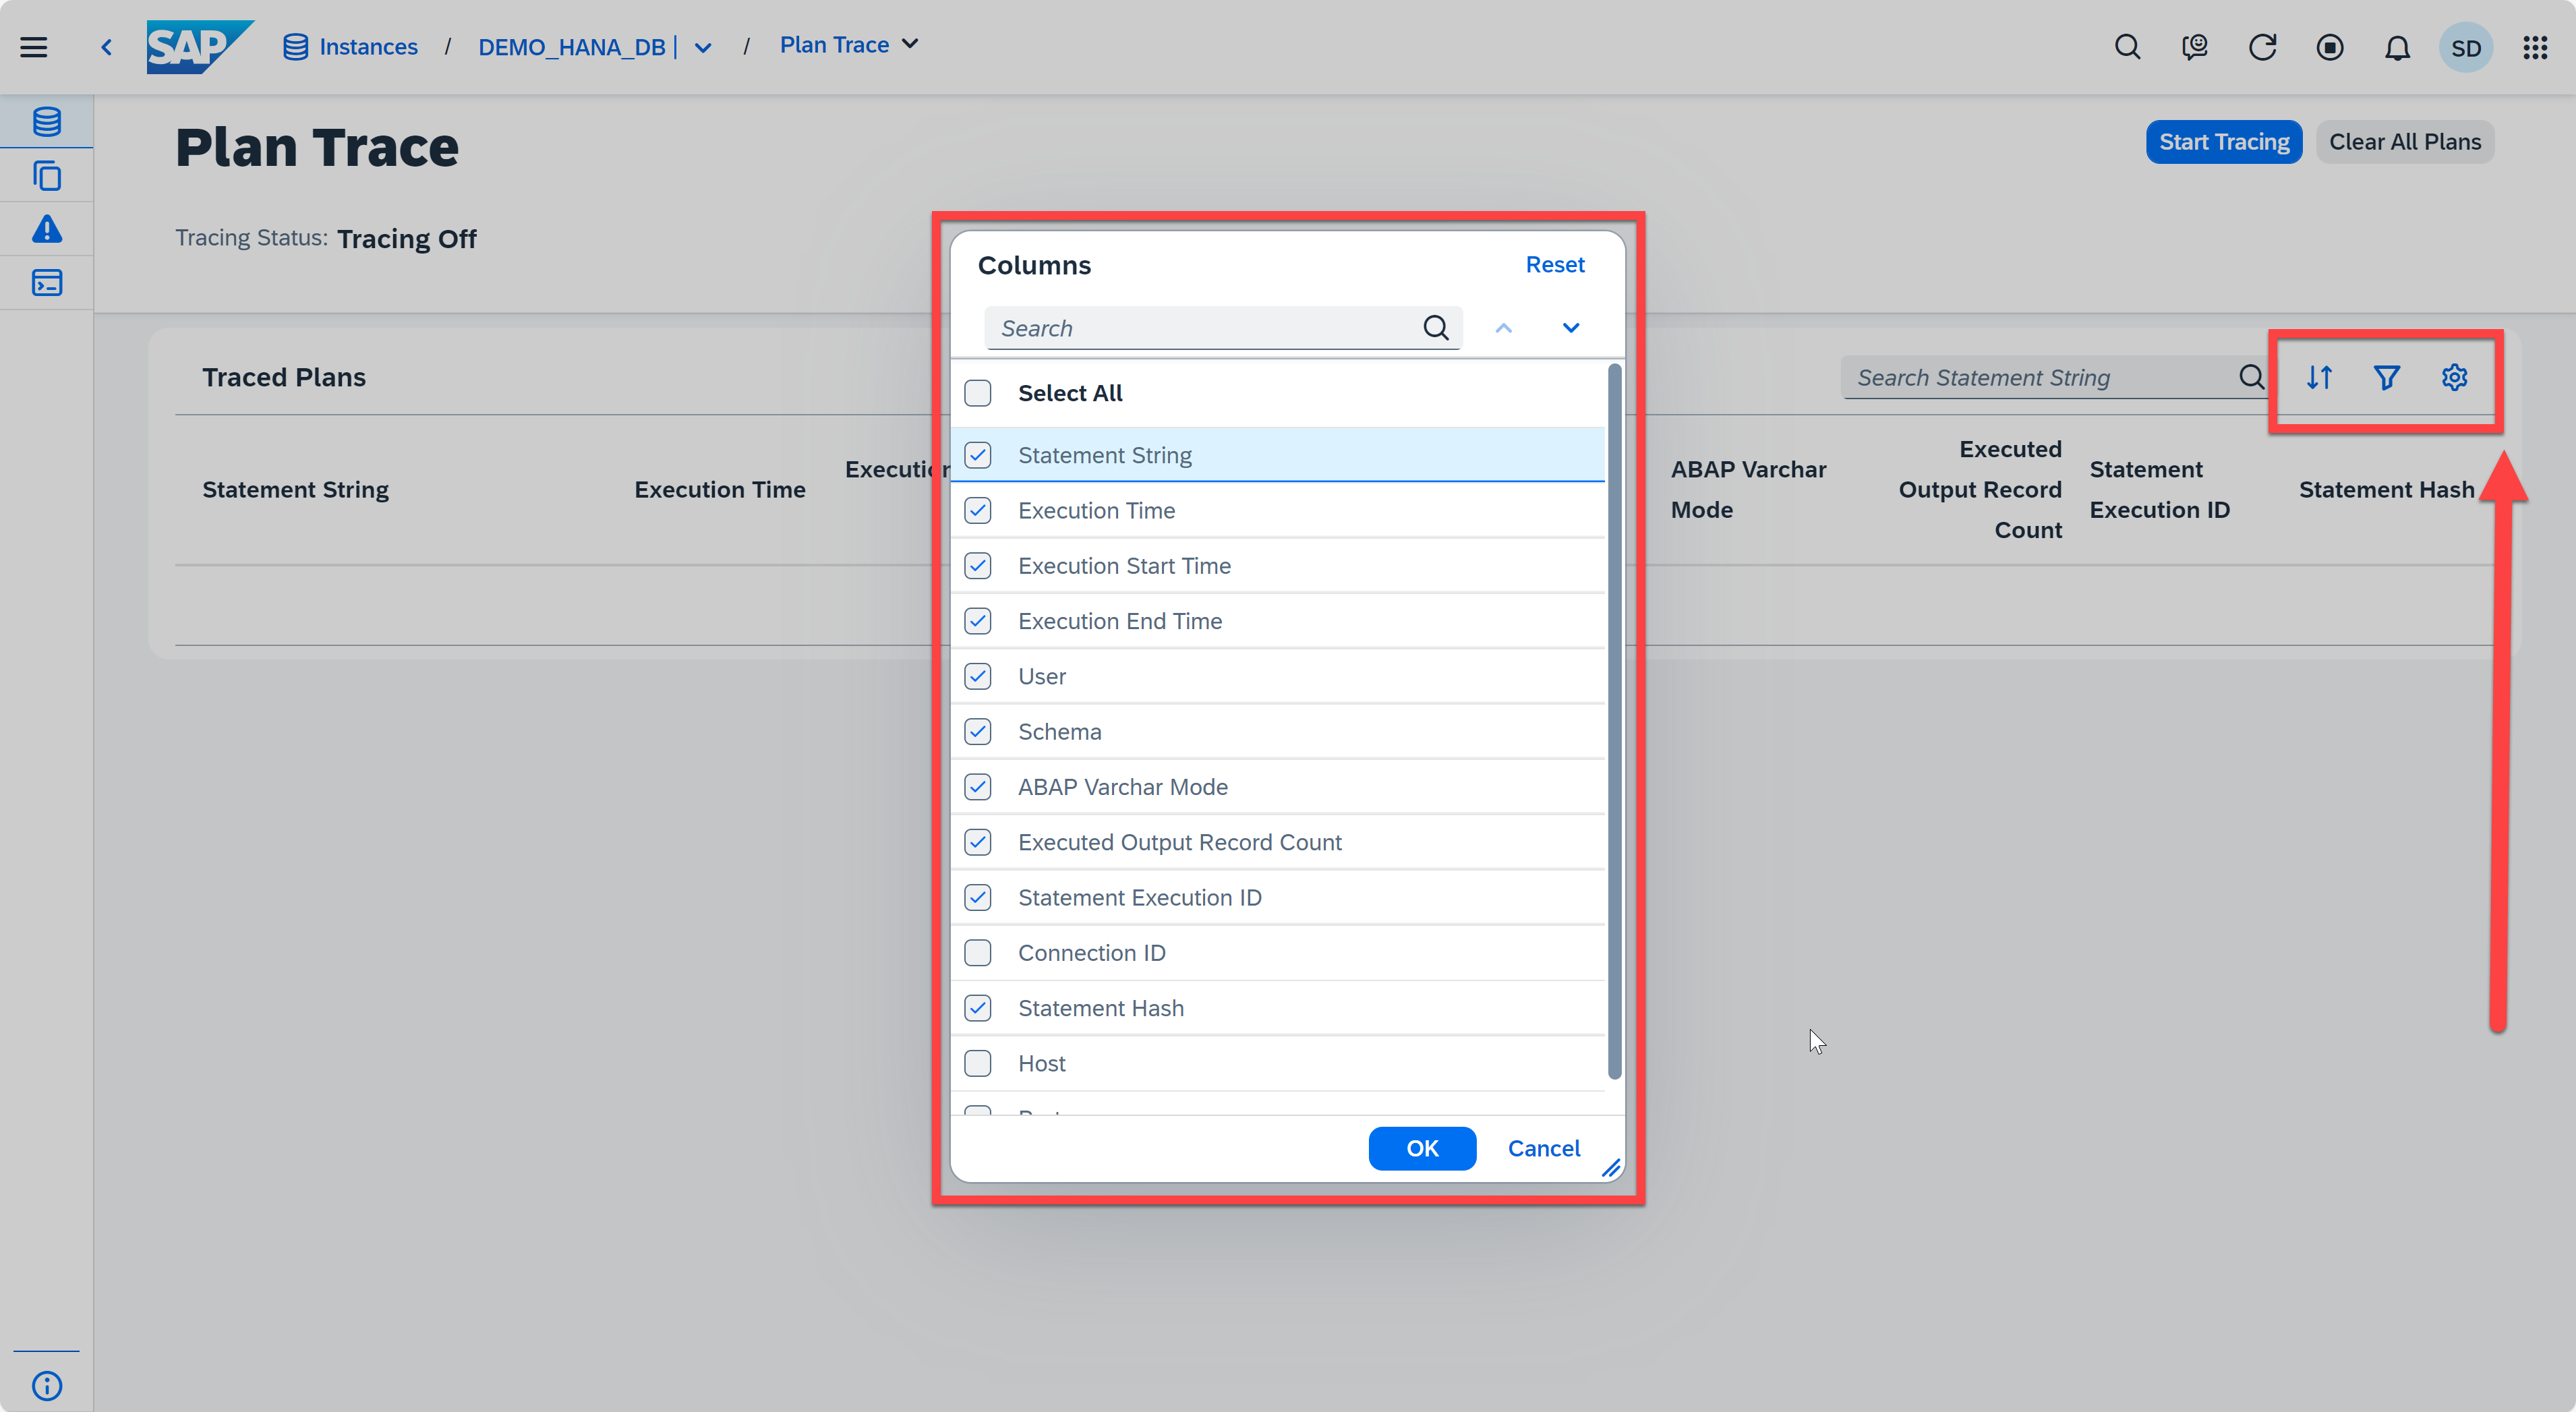 SAP Instances / DEMO_HANA_DB | / Plan Trace
SD
Plan Trace
Start Tracing
Clear All Plans
Tracing Status: Tracing Off
Traced Plans
Search Statement String
Statement String
Execution Time
ABAP Varchar
Mode
Executed
Output Record
Count
Statement
Execution ID
Statement Hash
Columns
Reset
Search
Select All
Statement String
Execution Time
Execution Start Time
Execution End Time
User
Schema
ABAP Varchar Mode
Executed Output Record Count
Statement Execution ID
Connection ID
Statement Hash
Host
OK
Cancel